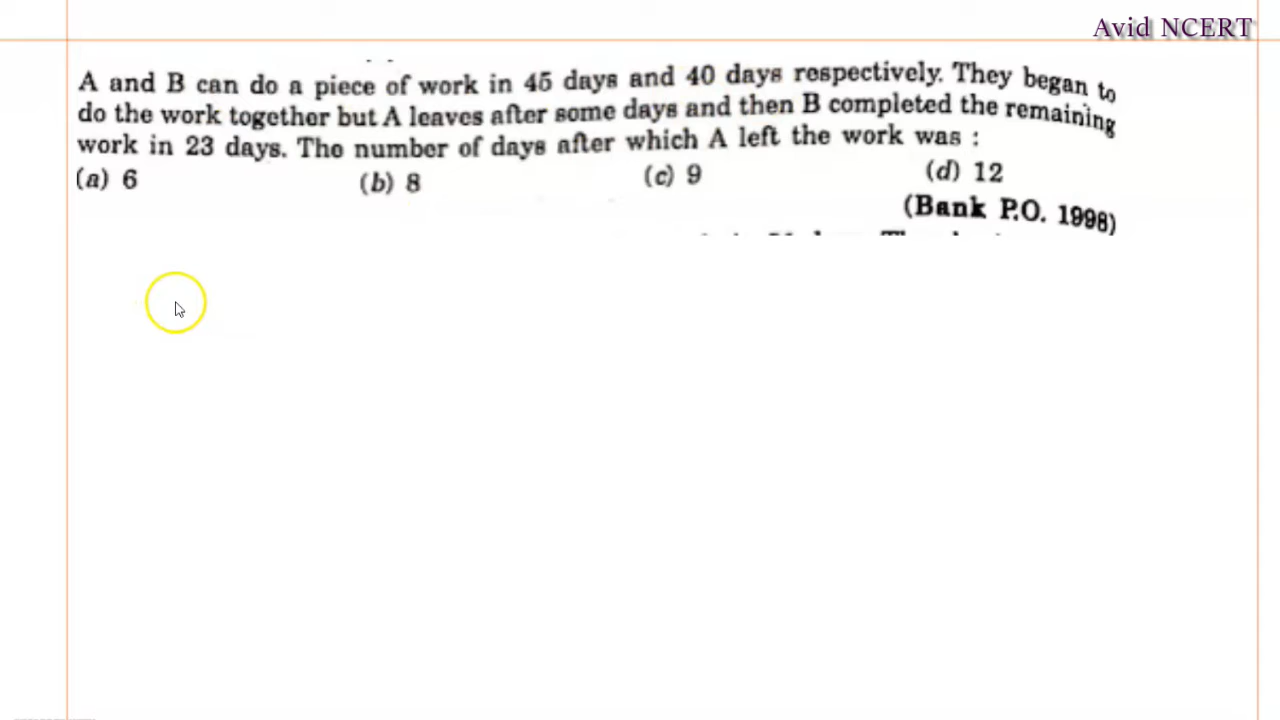 Avid NCERT
A and B can do a piece of work in 45 days and 40 days respectively. They began to
do the work together but A leaves after some days and then B completed the remaining
work in 23 days. The number of days after which A left the work was :
(a) 6 (b) 8 (c) 9 (d) 12
(Bank P.O. 1998)